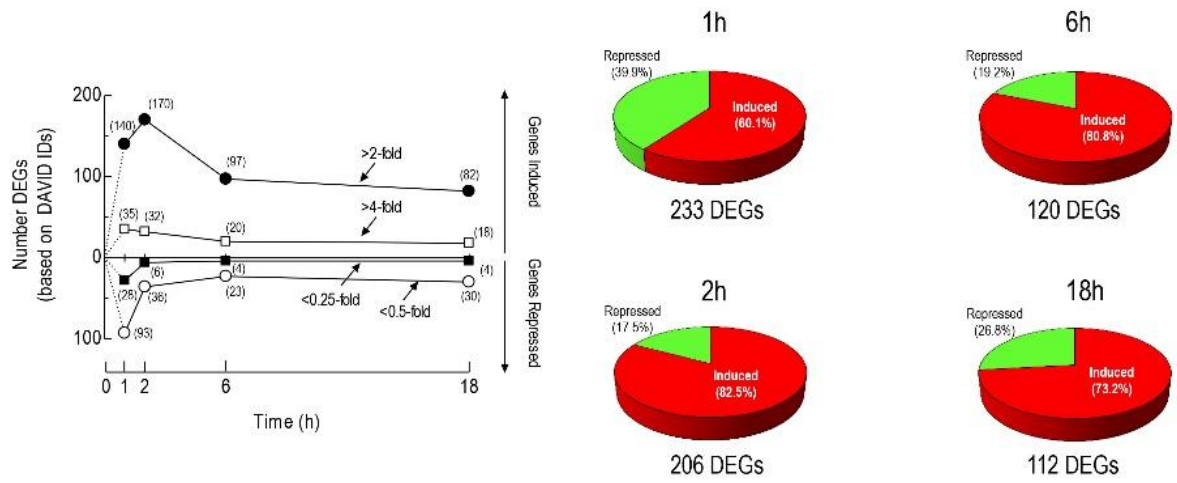 200
100
0
100
Number DEGs
(based on DAVID IDs)
(140)
(170)
(97)
(82)
>2-fold
(35)
(32)
>4-fold
(20)
(18)
(28)
(6)
(4)
(4)
<0.25-fold
(93)
(36)
(23)
<0.5-fold
(30)
0 1 2 6 18
Time (h)
Genes Induced
Genes Repressed
1h
Repressed
(39.9%)
Induced
(60.1%)
233 DEGs
6h
Repressed
(19.2%)
Induced
(80.8%)
120 DEGs
2h
Repressed
(17.5%)
Induced
(82.5%)
206 DEGs
18h
Repressed
(26.8%)
Induced
(73.2%)
112 DEGs